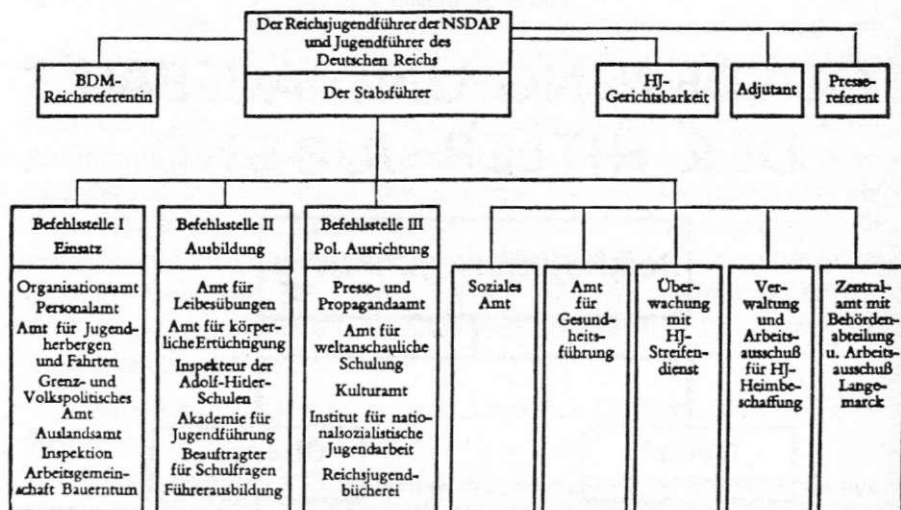 Der Reichsjugendführer der NSDAP
und Jugendführer des
Deutschen Reichs
Der Stabsführer
BDM-
Reichsreferentin
HJ-
Gerichtsbarkeit
Adjutant
Presse-
referent
Befehlsstelle I
Einsatz
Organisationsamt
Personalamt
Amt für Jugend-
herbergen
und Fahrten
Grenz- und
Volkspolitisches
Amt
Auslandsamt
Inspektion
Arbeitsgemein-
schaft Bauerntum
Befehlsstelle II
Ausbildung
Amt für
Leibesübungen
Amt für körper-
liche Ertüchtigung
Inspekteur der
Adolf-Hitler-
Schulen
Akademie für
Jugendführung
Beauftragter
für Schulfragen
Führerausbildung
Befehlsstelle III
Pol. Ausrichtung
Presse- und
Propagandaamt
Amt für
weltanschauliche
Schulung
Kulturamt
Institut für natio-
nalsozialistische
Jugendarbeit
Reichsjugend-
bücherei
Soziales
Amt
Amt
für
Gesund-
heits-
führung
Über-
wachung
mit
HJ-
Streifen-
dienst
Ver-
waltung
und
Arbeits-
ausschuß
für HJ-
Heimbe-
schaffung
Zentral-
amt mit
Behörden-
abteilung
u. Arbeits-
ausschuß
Lange-
marck